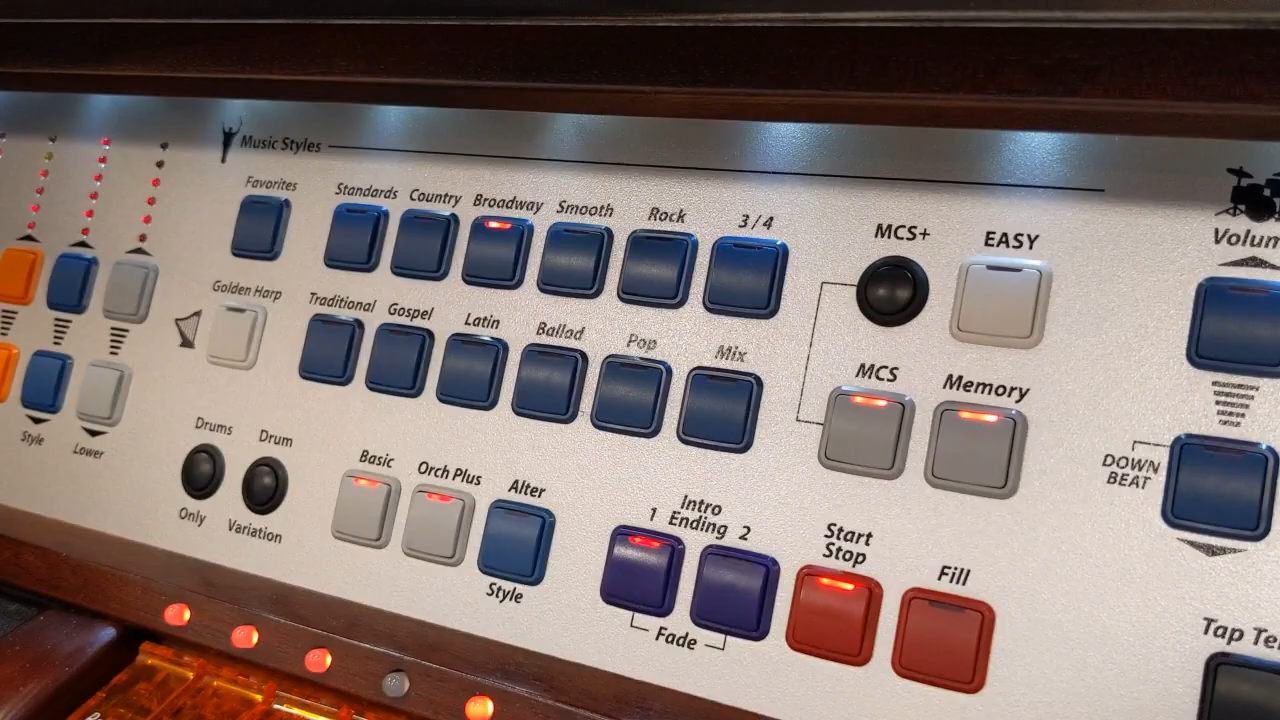 Music Styles
Favorites
Standards Country Broadway Smooth Rock 3/4
MCS+ EASY
Golden Harp
Traditional Gospel Latin Ballad Pop Mix
MCS Memory
Style Lower
Drums Drum
Only Variation
Basic Orch Plus Alter
Style
Intro
1 Ending 2
Fade
Start
Stop
Fill
DOWN
BEAT
Tap